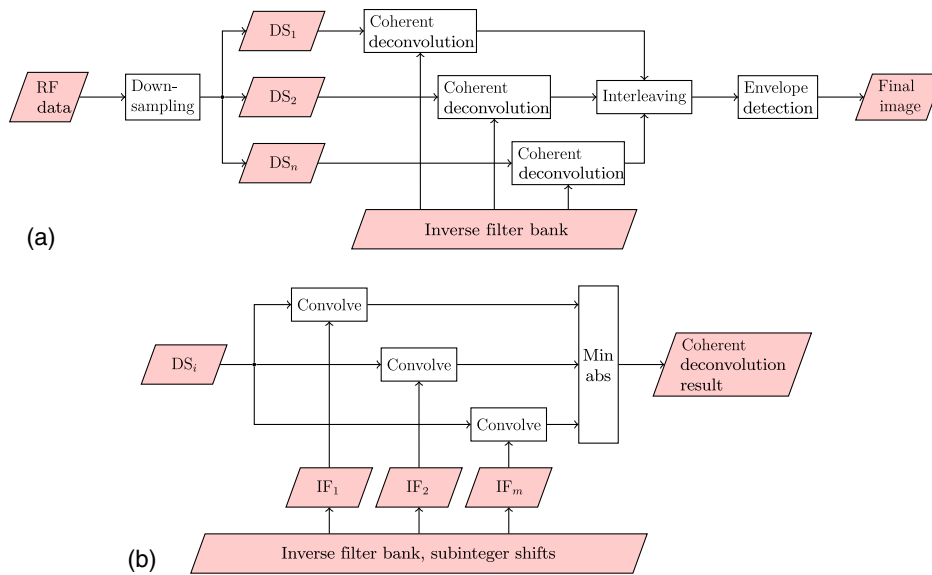 RF
data
Down-
sampling
DS1
DS2
DSn
Coherent
deconvolution
Coherent
deconvolution
Coherent
deconvolution
Interleaving
Envelope
detection
Final
image
Inverse filter bank
(a)
DSi
Convolve
Convolve
Convolve
Min
abs
Coherent
deconvolution
result
IF1
IF2
IFm
Inverse filter bank, subinteger shifts
(b)